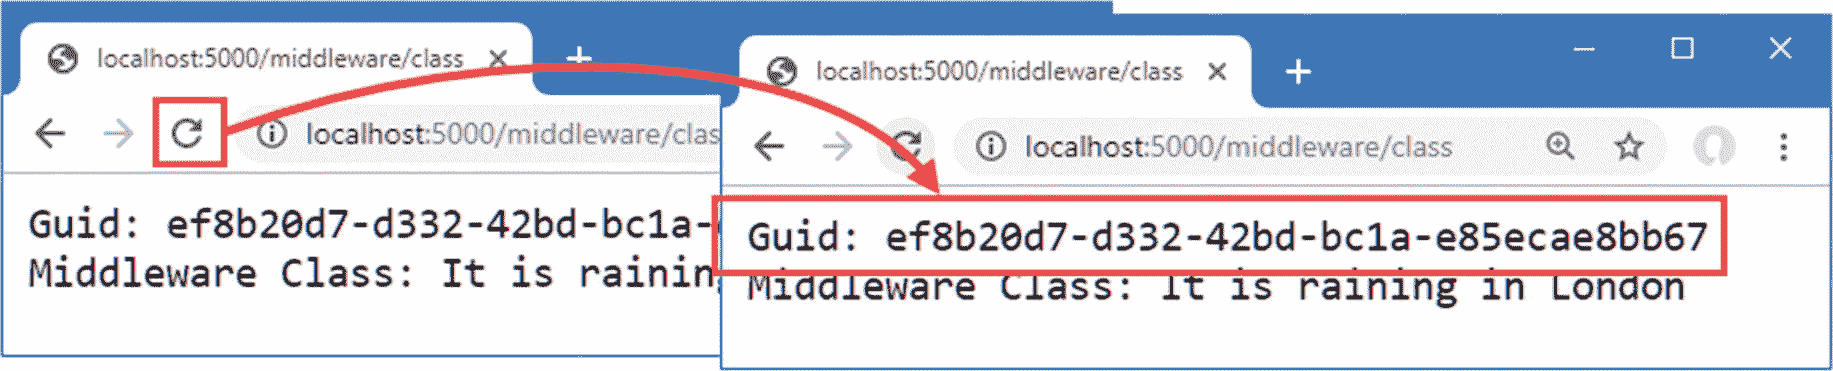 localhost:5000/middleware/class
localhost:5000/middleware/clas
Guid: ef8b20d7-d332-42bd-bc1a-
Middleware Class: It is raining
localhost:5000/middleware/class
localhost:5000/middleware/class
Guid: ef8b20d7-d332-42bd-bc1a-e85ecae8bb67
Middleware Class: It is raining in London